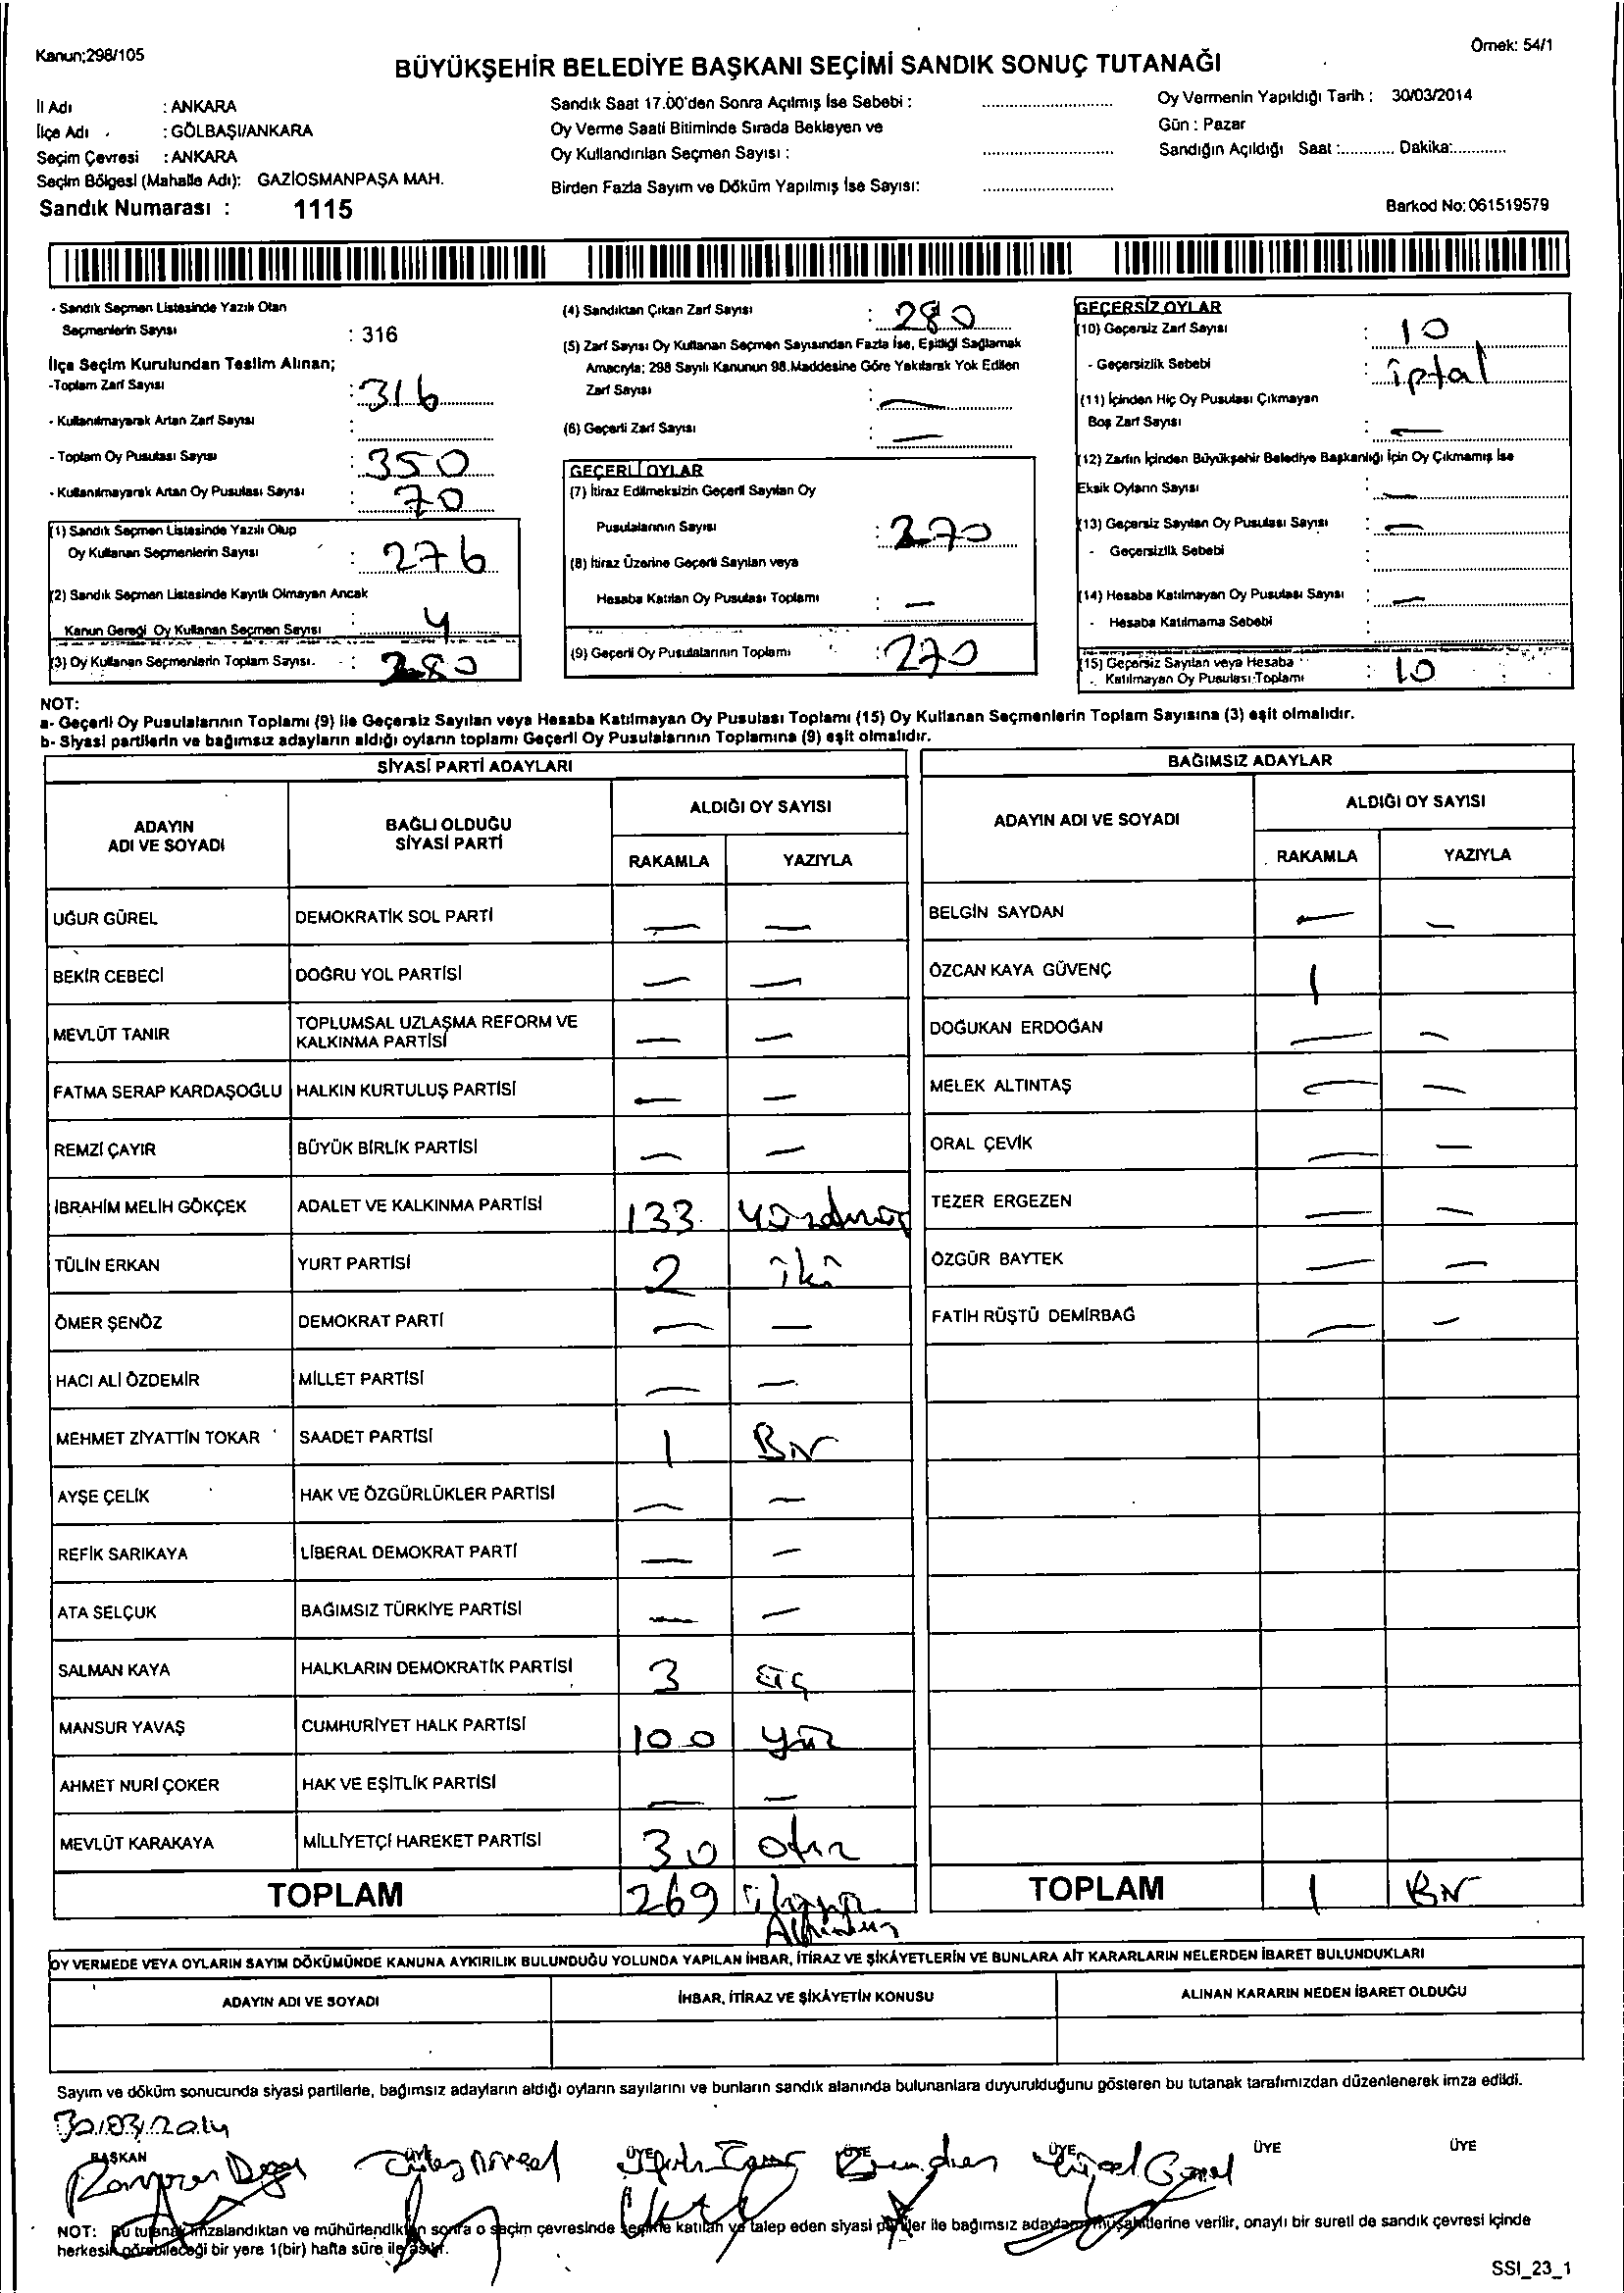 Kanun;298/105
Örnek: 54/1
BÜYÜKŞEHİR BELEDİYE BAŞKANI SEÇİMİ SANDIK SONUÇ TUTANAĞI
İl Adı : ANKARA
İlçe Adı : GÖLBAŞI/ANKARA
Seçim Çevresi : ANKARA
Seçim Bölgesi (Mahalle Adı): GAZİOSMANPAŞA MAH.
Sandık Numarası : 1115
Sandık Saat 17.00'den Sonra Açılmış İse Sebebi :
Oy Verme Saati Bitiminde Sırada Bekleyen ve
Oy Kullandırılan Seçmen Sayısı :
Birden Fazla Sayım ve Döküm Yapılmış İse Sayısı:
Oy Vermenin Yapıldığı Tarih : 30/03/2014
Gün : Pazar
Sandığın Açıldığı Saat :............ Dakika:............
Barkod No: 061519579
- Sandık Seçmen Listesinde Yazılı Olan
Seçmenlerin Sayısı : 316
İlçe Seçim Kurulundan Teslim Alınan;
-Toplam Zarf Sayısı : 316
- Kullanılmayarak Artan Zarf Sayısı :
- Toplam Oy Pusulası Sayısı : 350
- Kullanılmayarak Artan Oy Pusulası Sayısı : 70
(1) Sandık Seçmen Listesinde Yazılı Olup
Oy Kullanan Seçmenlerin Sayısı : 276
(2) Sandık Seçmen Listesinde Kayıtlı Olmayan Ancak
Kanun Gereği Oy Kullanan Seçmen Sayısı : 4
(3) Oy Kullanan Seçmenlerin Toplam Sayısı. : 280
(4) Sandıktan Çıkan Zarf Sayısı : 280
(5) Zarf Sayısı Oy Kullanan Seçmen Sayısından Fazla İse, Eşitliği Sağlamak
Amacıyla; 298 Sayılı Kanunun 98.Maddesine Göre Yakılarak Yok Edilen
Zarf Sayısı : —
(6) Geçerli Zarf Sayısı : —
GEÇERLİ OYLAR
(7) İtiraz Edilmeksizin Geçerli Sayılan Oy
Pusulalarının Sayısı : 270
(8) İtiraz Üzerine Geçerli Sayılan veya
Hesaba Katılan Oy Pusulası Toplamı : —
(9) Geçerli Oy Pusulalarının Toplamı : 270
GEÇERSİZ OYLAR
(10) Geçersiz Zarf Sayısı : 10
- Geçersizlik Sebebi : iptal
(11) İçinden Hiç Oy Pusulası Çıkmayan
Boş Zarf Sayısı : —
(12) Zarfın İçinden Büyükşehir Belediye Başkanlığı İçin Oy Çıkmamış İse
Eksik Oyların Sayısı : —
(13) Geçersiz Sayılan Oy Pusulası Sayısı : —
- Geçersizlik Sebebi :
(14) Hesaba Katılmayan Oy Pusulası Sayısı : —
- Hesaba Katılmama Sebebi
(15) Geçersiz Sayılan veya Hesaba
Katılmayan Oy Pusulası Toplamı : 10
NOT:
a- Geçerli Oy Pusulalarının Toplamı (9) ile Geçersiz Sayılan veya Hesaba Katılmayan Oy Pusulası Toplamı (15) Oy Kullanan Seçmenlerin Toplam Sayısına (3) eşit olmalıdır.
b- Siyasi partilerin ve bağımsız adayların aldığı oyların toplamı Geçerli Oy Pusulalarının Toplamına (9) eşit olmalıdır.
SİYASİ PARTİ ADAYLARI
ADAYIN ADI VE SOYADI
BAĞLI OLDUĞU SİYASİ PARTİ
ALDIĞI OY SAYISI
RAKAMLA YAZIYLA
UĞUR GÜREL DEMOKRATİK SOL PARTİ — —
BEKİR CEBECİ DOĞRU YOL PARTİSİ — —
MEVLÜT TANIR TOPLUMSAL UZLAŞMA REFORM VE KALKINMA PARTİSİ — —
FATMA SERAP KARDAŞOĞLU HALKIN KURTULUŞ PARTİSİ — —
REMZİ ÇAYIR BÜYÜK BİRLİK PARTİSİ — —
İBRAHİM MELİH GÖKÇEK ADALET VE KALKINMA PARTİSİ 133
TÜLİN ERKAN YURT PARTİSİ 2 iki
ÖMER ŞENÖZ DEMOKRAT PARTİ — —
HACI ALİ ÖZDEMİR MİLLET PARTİSİ — —
MEHMET ZİYATTİN TOKAR SAADET PARTİSİ 1 Bir
AYŞE ÇELİK HAK VE ÖZGÜRLÜKLER PARTİSİ — —
REFİK SARIKAYA LİBERAL DEMOKRAT PARTİ — —
ATA SELÇUK BAĞIMSIZ TÜRKİYE PARTİSİ — —
SALMAN KAYA HALKLARIN DEMOKRATİK PARTİSİ 3 üç
MANSUR YAVAŞ CUMHURİYET HALK PARTİSİ 100 yüz
AHMET NURİ ÇOKER HAK VE EŞİTLİK PARTİSİ — —
MEVLÜT KARAKAYA MİLLİYETÇİ HAREKET PARTİSİ 30 otuz
TOPLAM 269
BAĞIMSIZ ADAYLAR
ADAYIN ADI VE SOYADI
ALDIĞI OY SAYISI
RAKAMLA YAZIYLA
BELGİN SAYDAN — —
ÖZCAN KAYA GÜVENÇ 1
DOĞUKAN ERDOĞAN — —
MELEK ALTINTAŞ — —
ORAL ÇEVİK — —
TEZER ERGEZEN — —
ÖZGÜR BAYTEK — —
FATİH RÜŞTÜ DEMİRBAĞ — —
TOPLAM 1 Bir
OY VERMEDE VEYA OYLARIN SAYIM DÖKÜMÜNDE KANUNA AYKIRILIK BULUNDUĞU YOLUNDA YAPILAN İHBAR, İTİRAZ VE ŞİKÂYETLERİN VE BUNLARA AİT KARARLARIN NELERDEN İBARET BULUNDUKLARI
ADAYIN ADI VE SOYADI İHBAR, İTİRAZ VE ŞİKÂYETİN KONUSU ALINAN KARARIN NEDEN İBARET OLDUĞU
Sayım ve döküm sonucunda siyasi partilerle, bağımsız adayların aldığı oyların sayılarını ve bunların sandık alanında bulunanlara duyurulduğunu gösteren bu tutanak tarafımızdan düzenlenerek imza edildi.
30/03/2014
BAŞKAN ÜYE ÜYE ÜYE ÜYE ÜYE ÜYE
NOT: Bu tutanak imzalandıktan ve mühürlendikten sonra o seçim çevresinde seçime katılan ve talep eden siyasi partiler ile bağımsız adayların müşahitlerine verilir, onaylı bir sureti de sandık çevresi içinde
herkesin görebileceği bir yere 1(bir) hafta süre ile asılır.
SSI_23_1